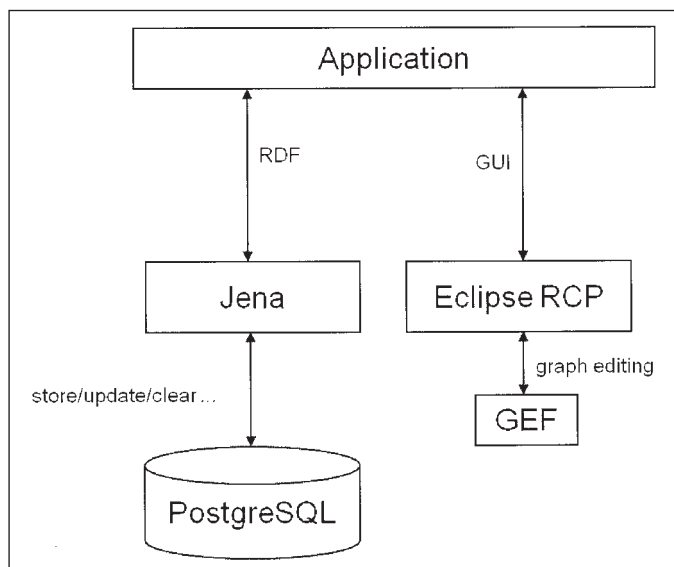 Application
RDF
GUI
Jena
Eclipse RCP
store/update/clear...
graph editing
GEF
PostgreSQL